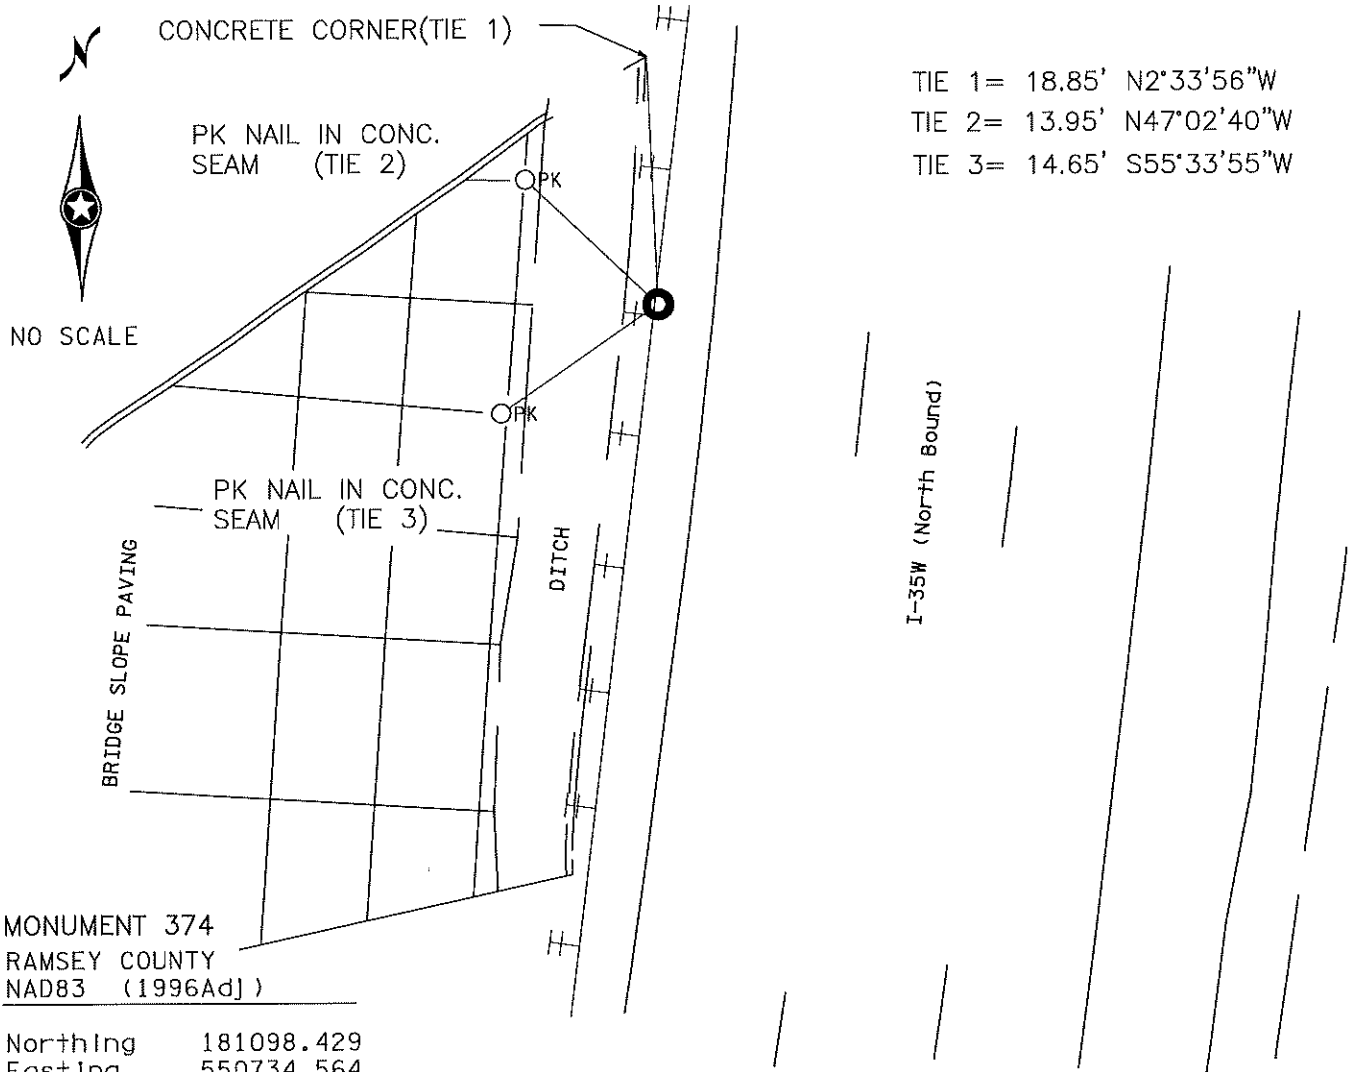 N
CONCRETE CORNER(TIE 1)
TIE 1= 18.85' N2°33'56"W
TIE 2= 13.95' N47°02'40"W
TIE 3= 14.65' S55°33'55"W
PK NAIL IN CONC.
SEAM (TIE 2)
PK
NO SCALE
PK
PK NAIL IN CONC.
SEAM (TIE 3)
I-35W (North Bound)
DITCH
BRIDGE SLOPE PAVING
MONUMENT 374
RAMSEY COUNTY
NAD83 (1996Adj)
Northing 181098.429
Easting 550734.564